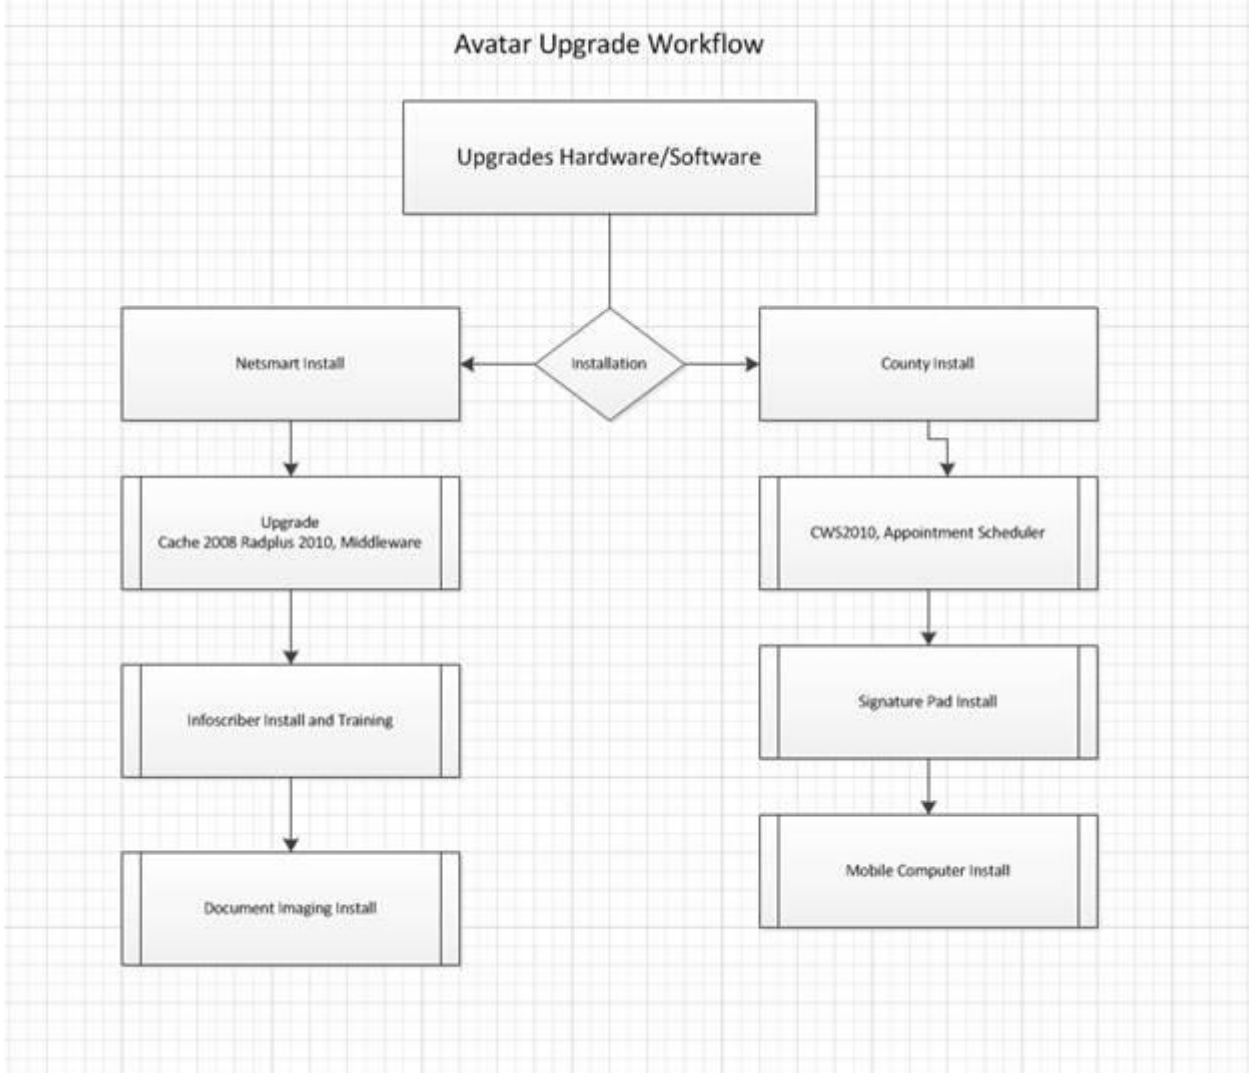 Avatar Upgrade Workflow
Upgrades Hardware/Software
Netsmart Install
Installation
County Install
Upgrade
Cache 2008 Radplus 2010, Middleware
CWS2010, Appointment Scheduler
Infoscriber Install and Training
Signature Pad Install
Document Imaging Install
Mobile Computer Install